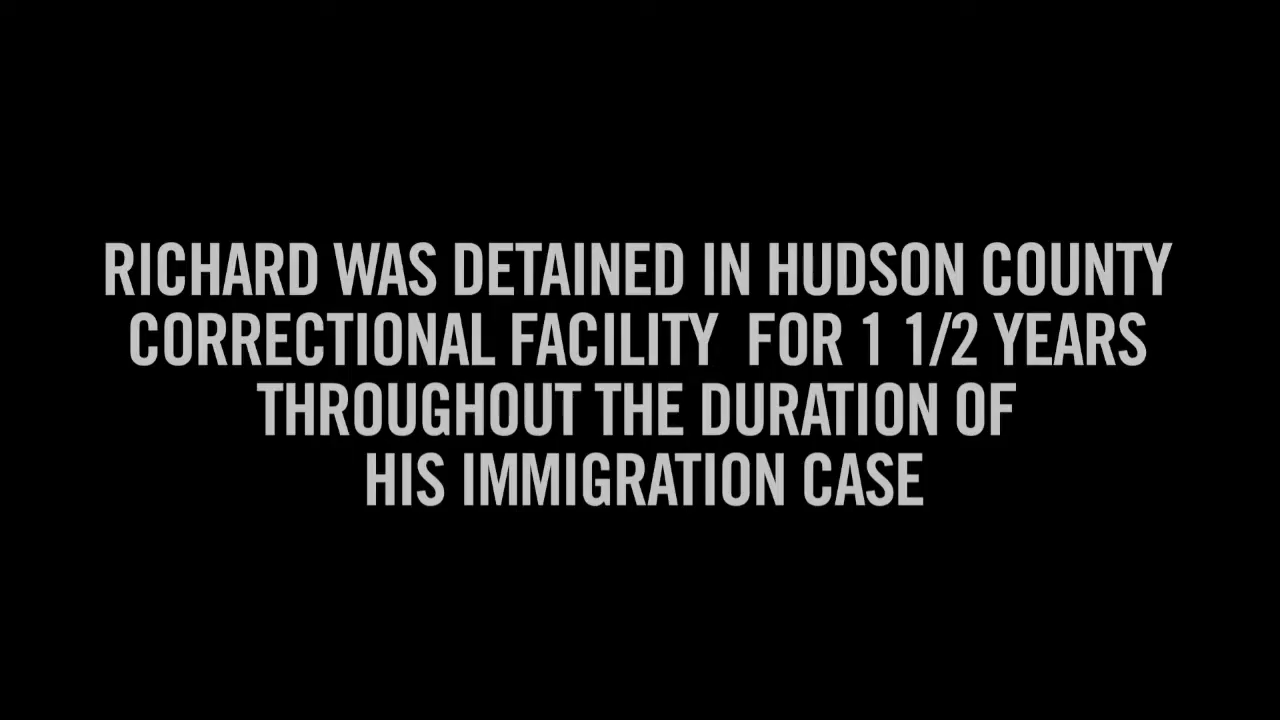 RICHARD WAS DETAINED IN HUDSON COUNTY
CORRECTIONAL FACILITY  FOR 1 1/2 YEARS
THROUGHOUT THE DURATION OF
HIS IMMIGRATION CASE